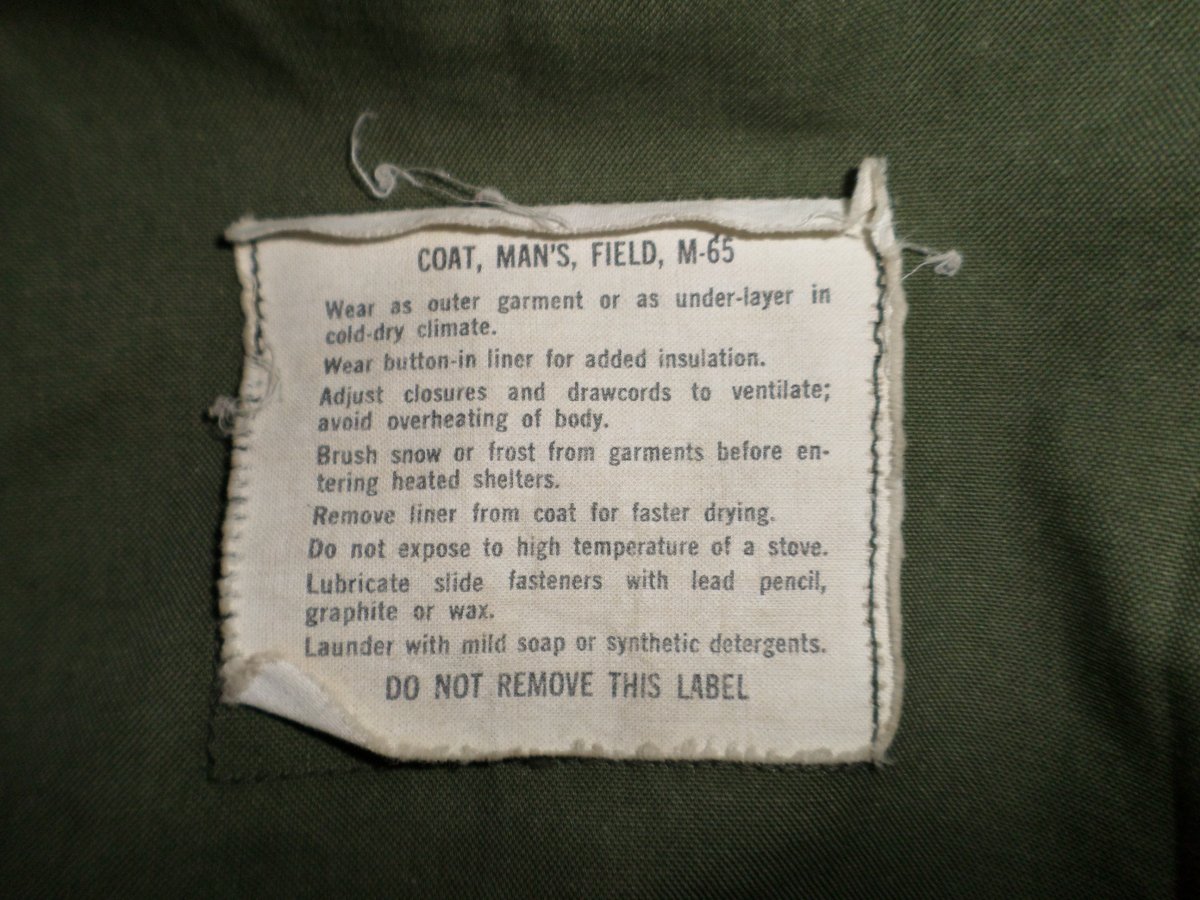 COAT, MAN'S, FIELD, M-65
Wear as outer garment or as under-layer in
cold-dry climate.
Wear button-in liner for added insulation.
Adjust closures and drawcords to ventilate;
avoid overheating of body.
Brush snow or frost from garments before en-
tering heated shelters.
Remove liner from coat for faster drying.
Do not expose to high temperature of a stove.
Lubricate slide fasteners with lead pencil,
graphite or wax.
Launder with mild soap or synthetic detergents.
DO NOT REMOVE THIS LABEL